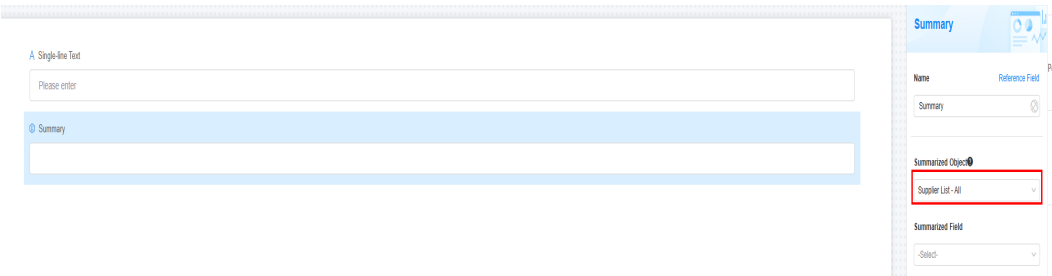 Single-line Text
Please enter
Summary
Summary
Name
Reference Field
Summary
Summarized Object
Supplier List - All
Summarized Field
-Select-